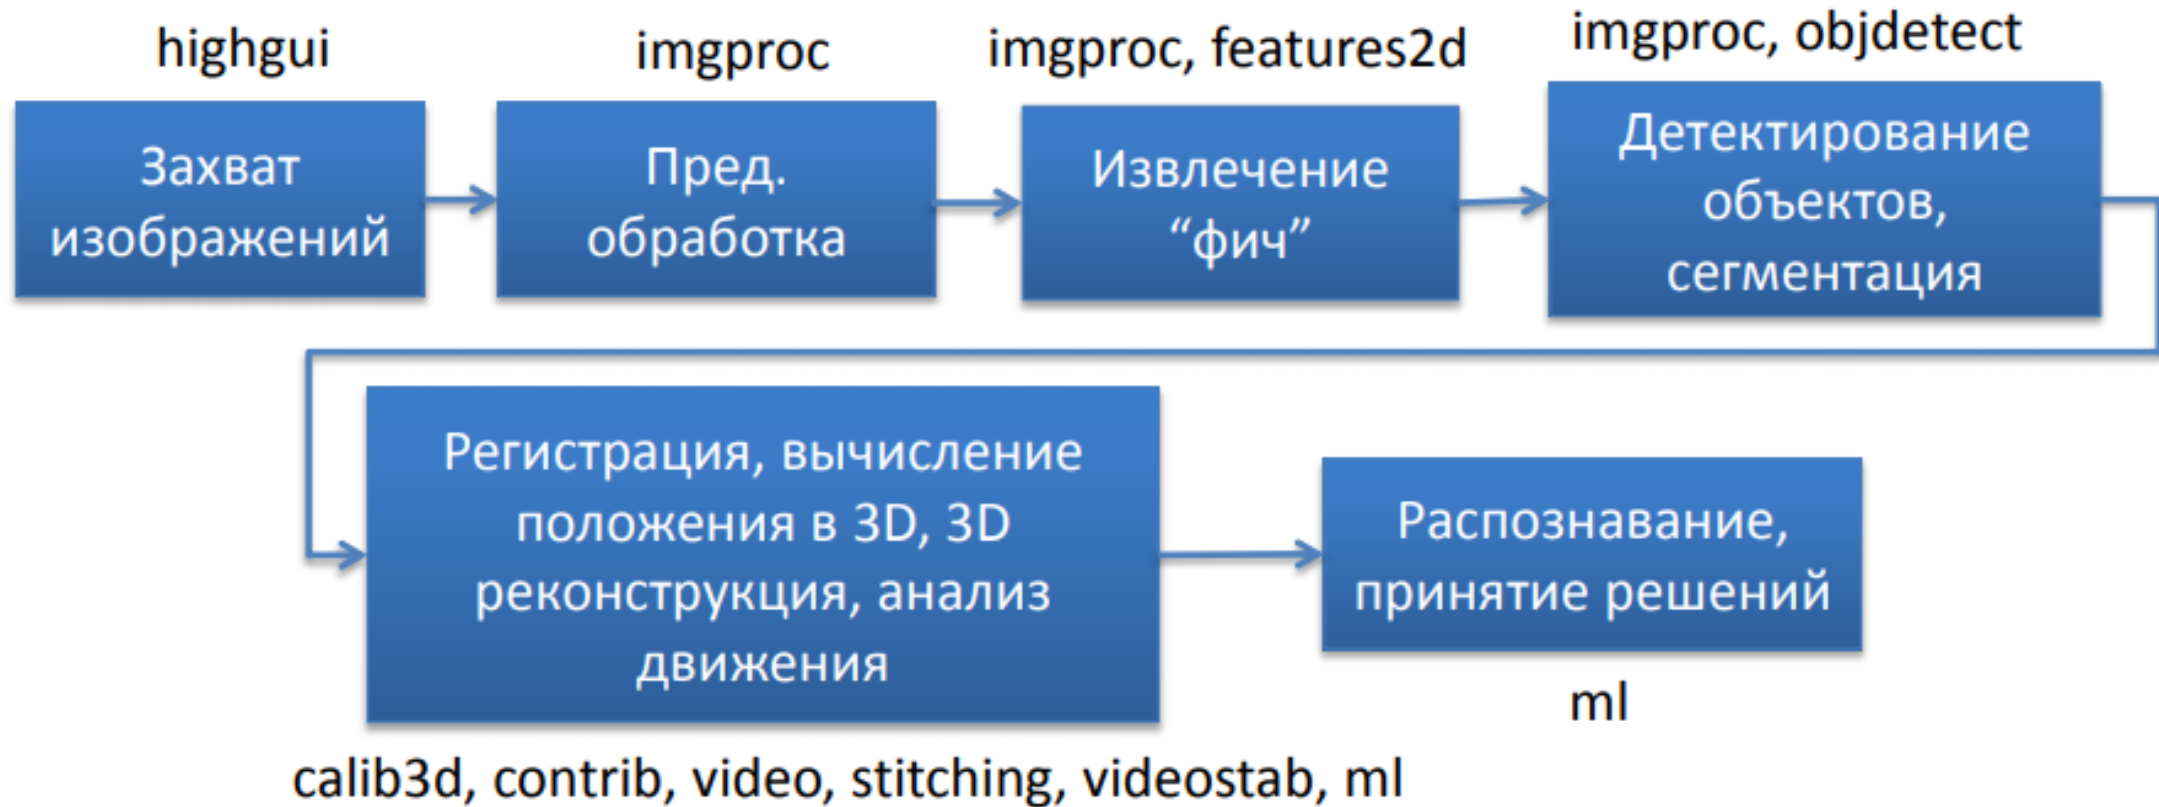 highgui
imgproc
imgproc, features2d
imgproc, objdetect
Захват
изображений
Пред.
обработка
Извлечение
“фич”
Детектирование
объектов,
сегментация
Регистрация, вычисление
положения в 3D, 3D
реконструкция, анализ
движения
Распознавание,
принятие решений
ml
calib3d, contrib, video, stitching, videostab, ml